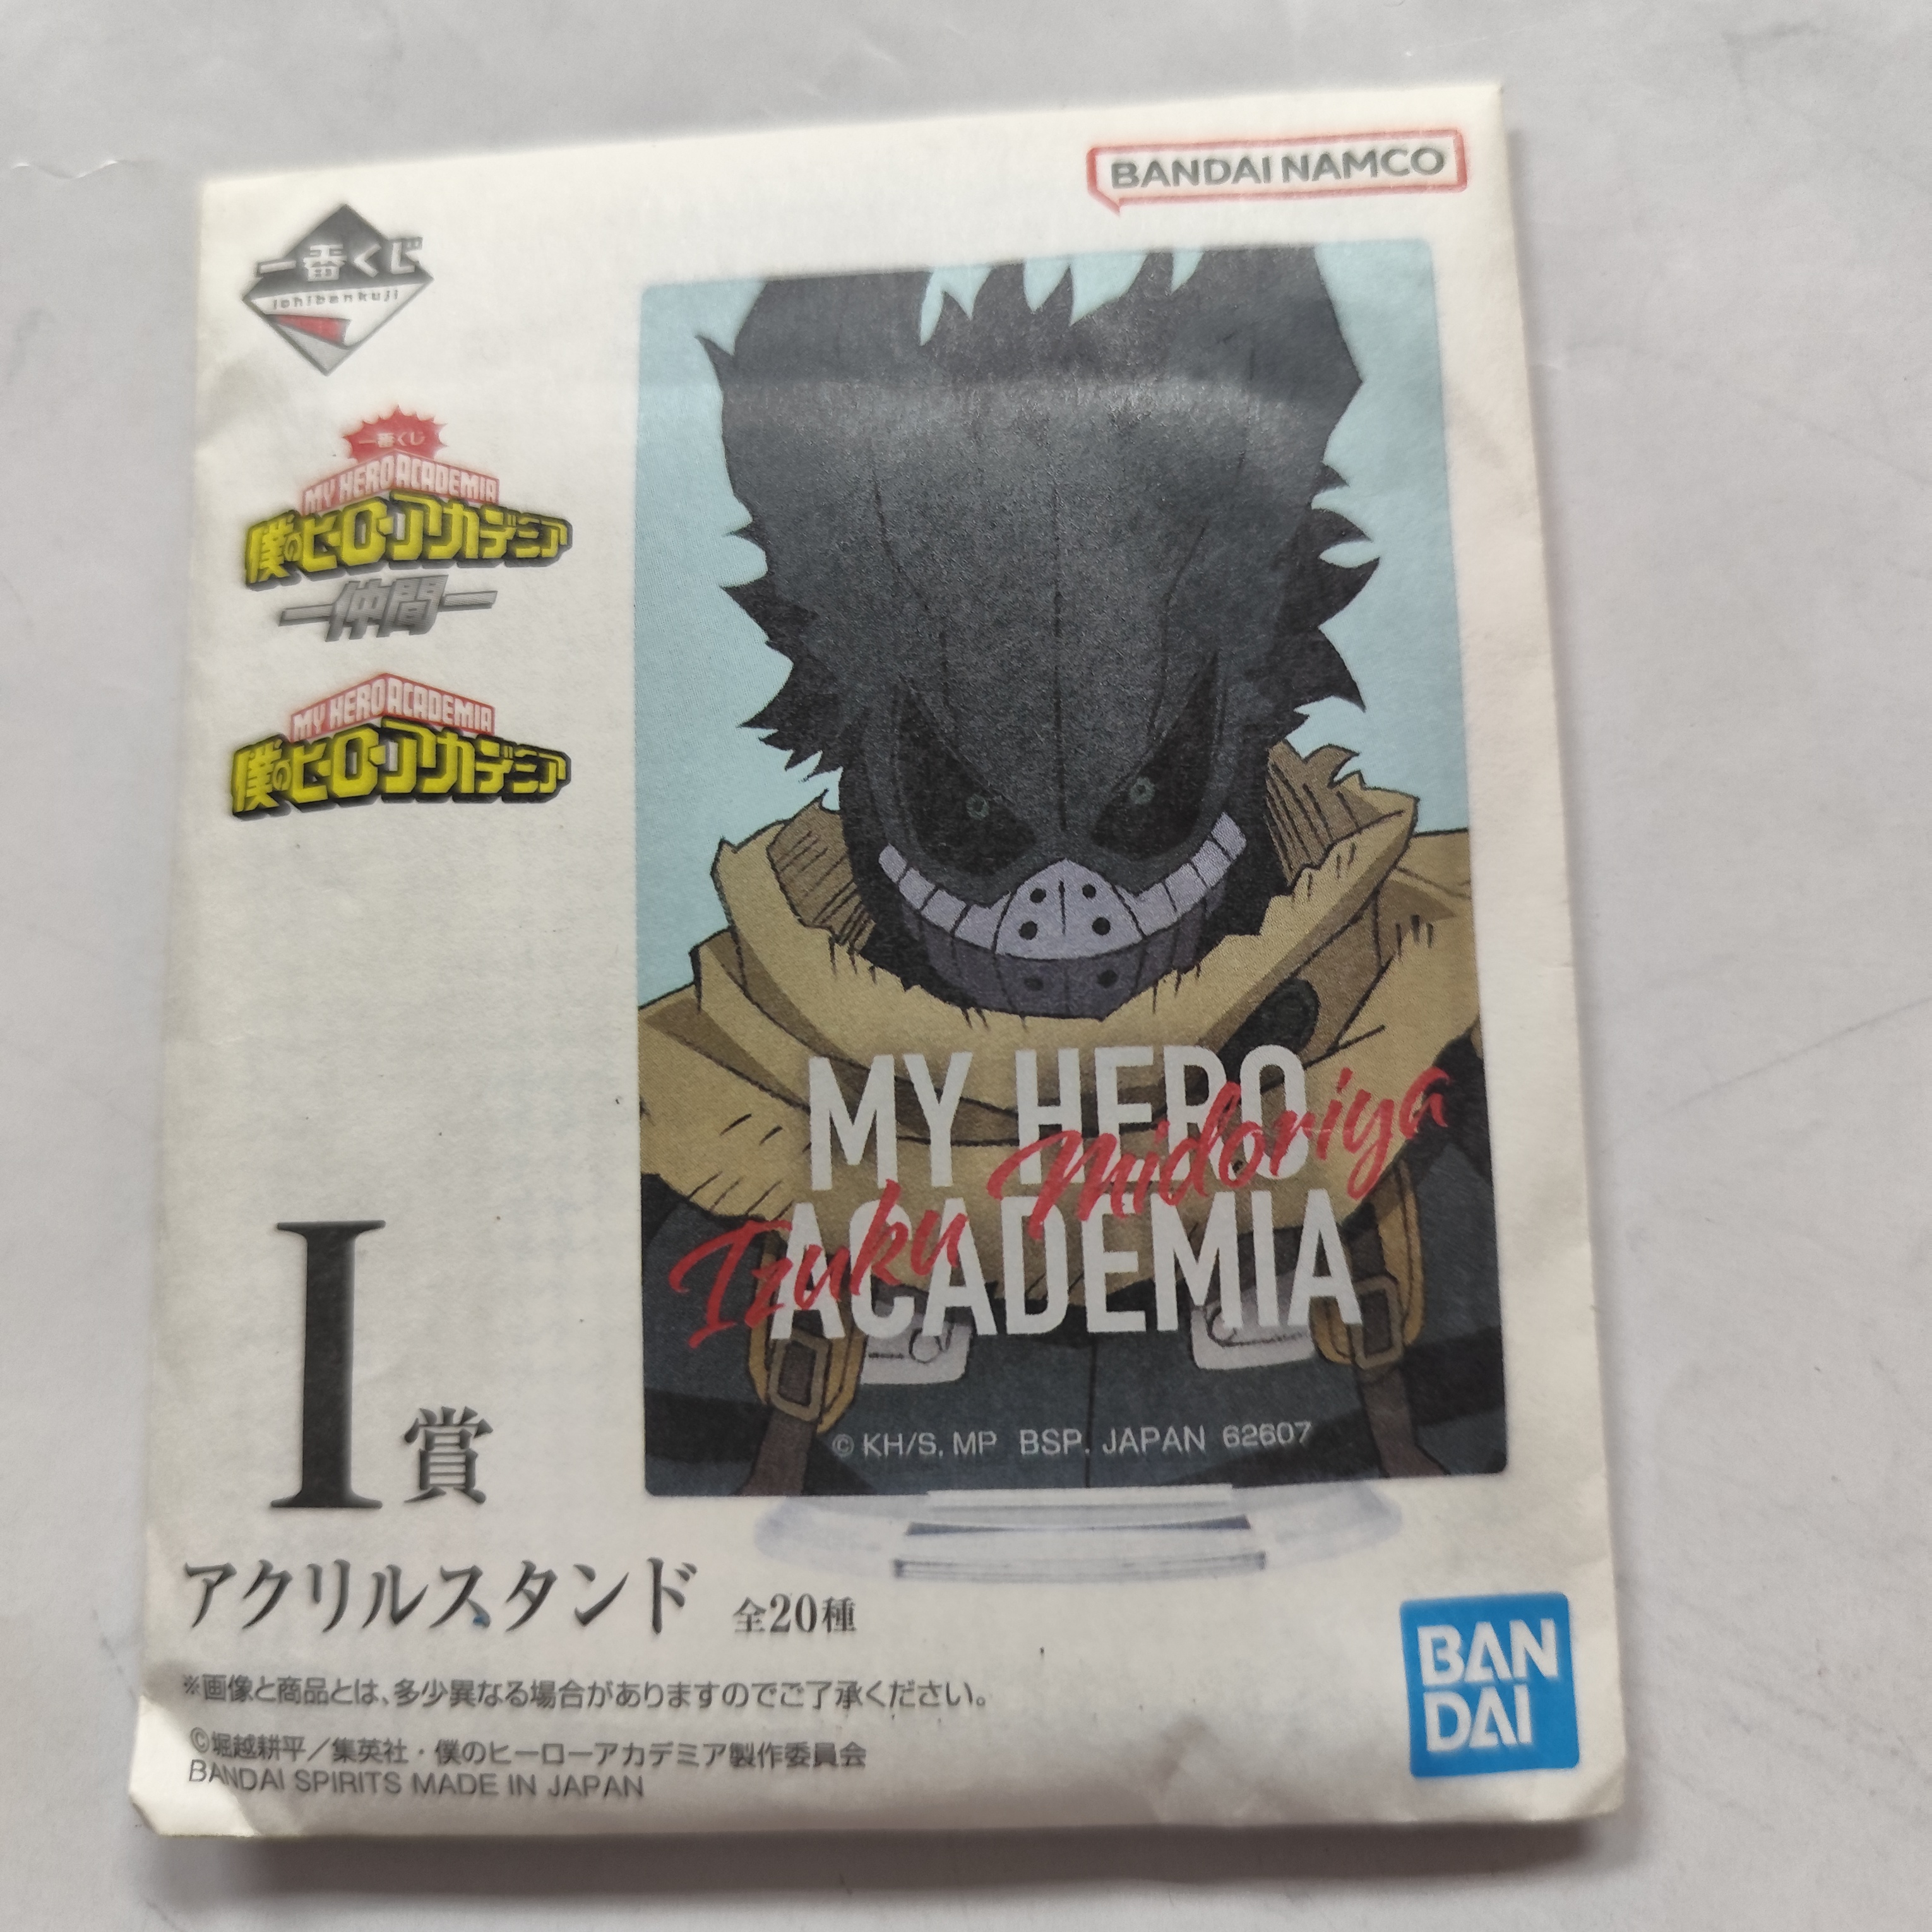 BANDAI NAMCO
一番くじ
ichibankuji
一番くじ
MY HERO ACADEMIA
僕のヒーローアカデミア
―仲間―
MY HERO ACADEMIA
僕のヒーローアカデミア
MY HERO
ACADEMIA
Izuku Midoriya
© KH/S, MP BSP. JAPAN 62607
I賞
アクリルスタンド 全20種
※画像と商品とは、多少異なる場合がありますのでご了承ください。
©堀越耕平／集英社・僕のヒーローアカデミア製作委員会
BANDAI SPIRITS MADE IN JAPAN
BAN
DAI